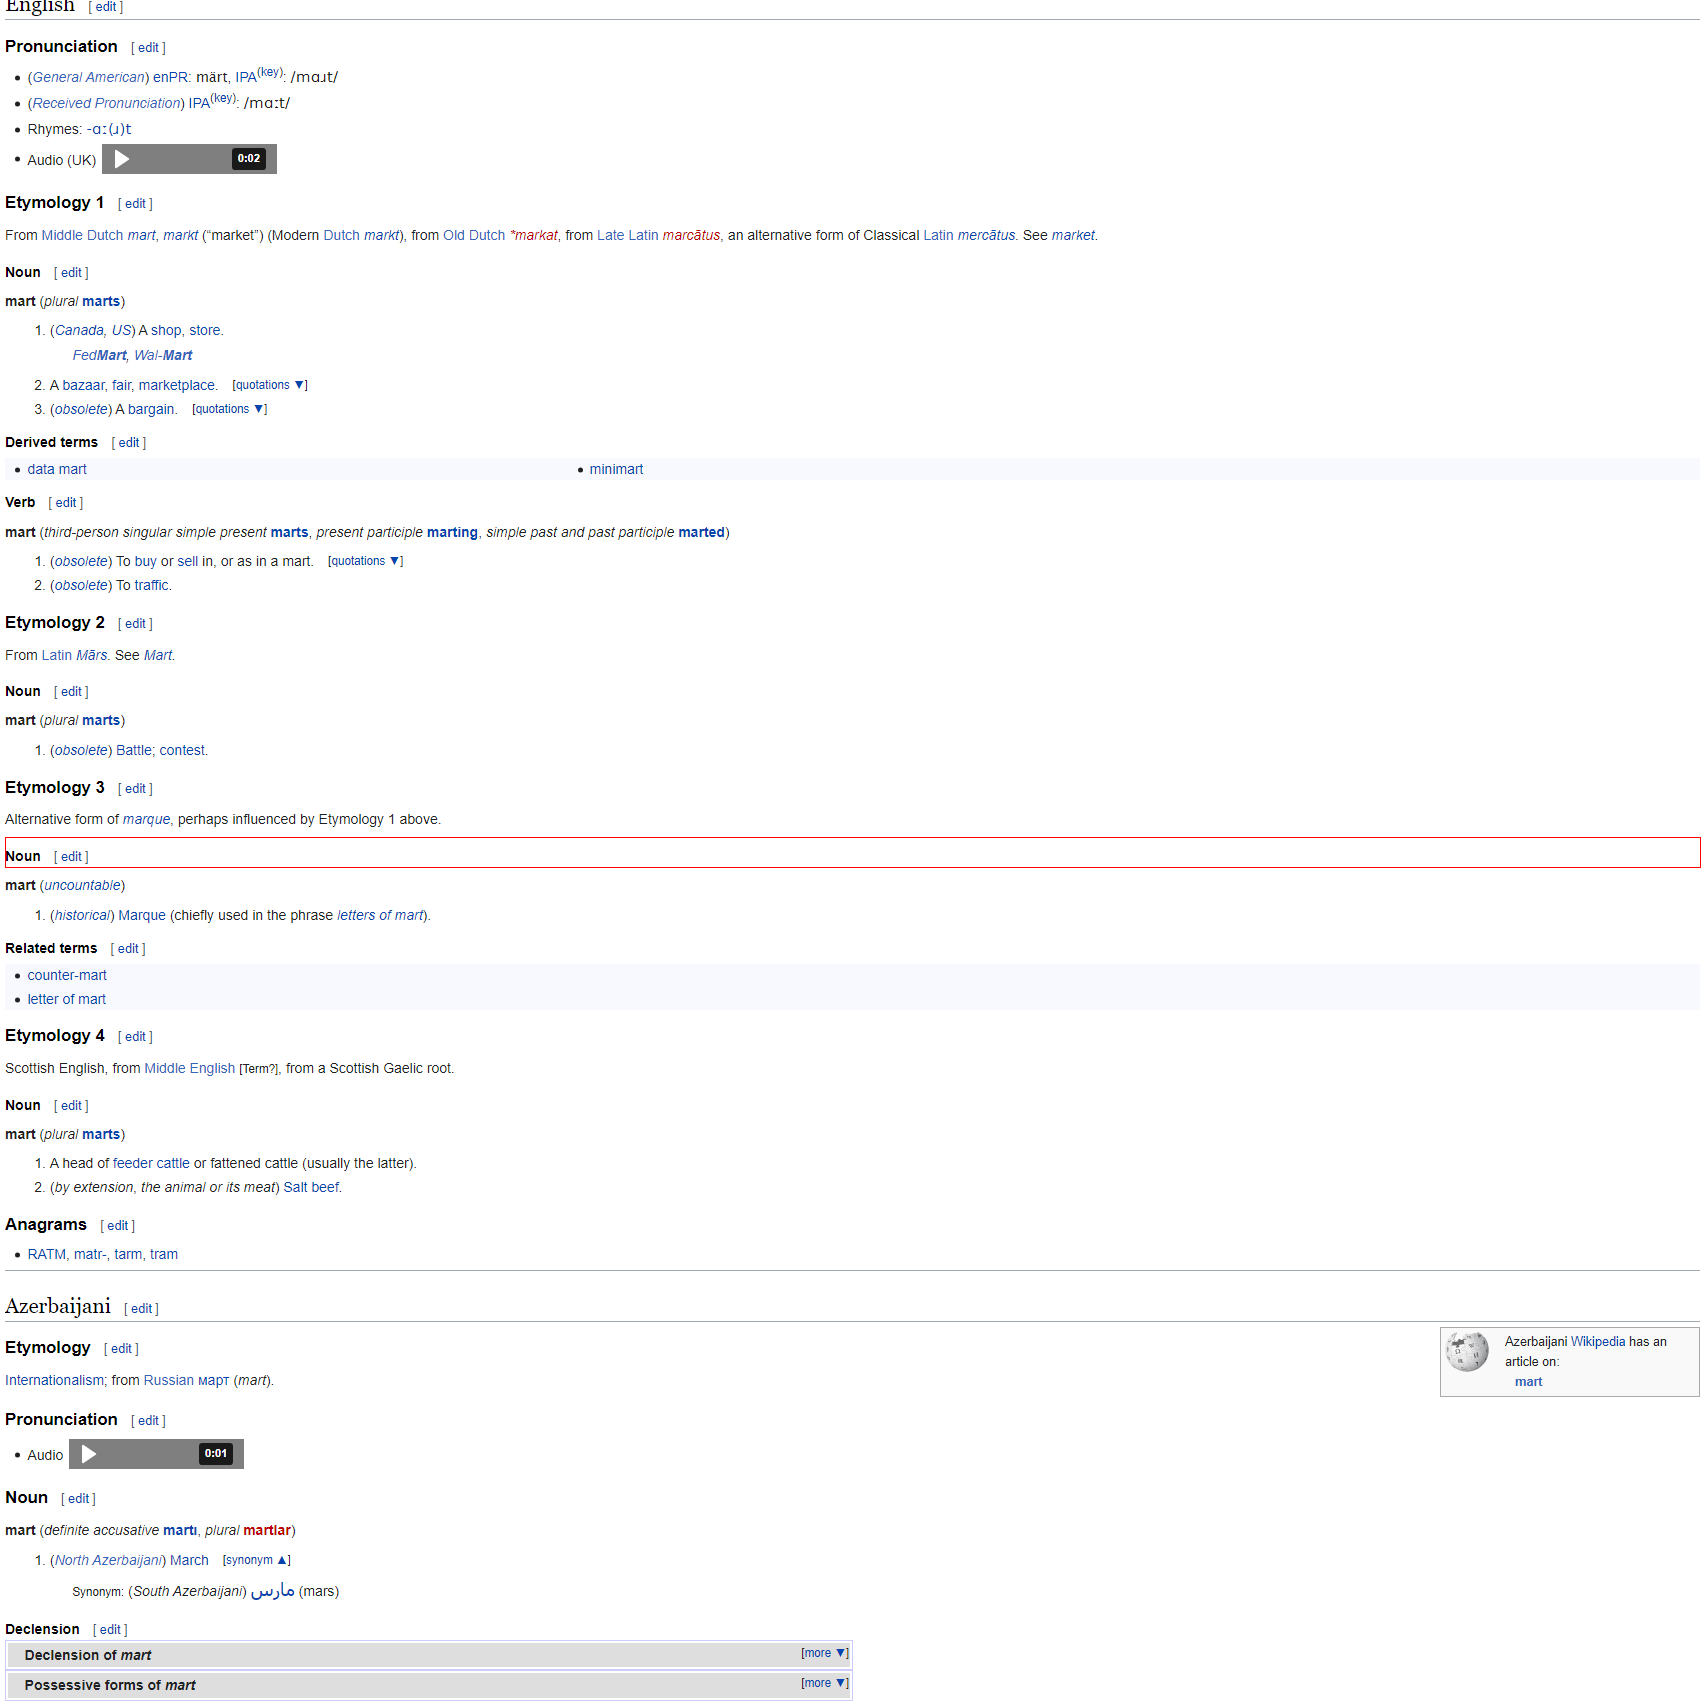 English [ edit ]
Pronunciation [ edit ]
• (General American) enPR: märt, IPA(key): /mɑɹt/
• (Received Pronunciation) IPA(key): /mɑːt/
• Rhymes: -ɑː(ɹ)t
• Audio (UK) 0:02
Etymology 1 [ edit ]
From Middle Dutch mart, markt (“market”) (Modern Dutch markt), from Old Dutch *markat, from Late Latin marcātus, an alternative form of Classical Latin mercātus. See market.
Noun [ edit ]
mart (plural marts)
1. (Canada, US) A shop, store.
FedMart, Wal-Mart
2. A bazaar, fair, marketplace. [quotations ▼]
3. (obsolete) A bargain. [quotations ▼]
Derived terms [ edit ]
• data mart • minimart
Verb [ edit ]
mart (third-person singular simple present marts, present participle marting, simple past and past participle marted)
1. (obsolete) To buy or sell in, or as in a mart. [quotations ▼]
2. (obsolete) To traffic.
Etymology 2 [ edit ]
From Latin Mārs. See Mart.
Noun [ edit ]
mart (plural marts)
1. (obsolete) Battle; contest.
Etymology 3 [ edit ]
Alternative form of marque, perhaps influenced by Etymology 1 above.
Noun [ edit ]
mart (uncountable)
1. (historical) Marque (chiefly used in the phrase letters of mart).
Related terms [ edit ]
• counter-mart
• letter of mart
Etymology 4 [ edit ]
Scottish English, from Middle English [Term?], from a Scottish Gaelic root.
Noun [ edit ]
mart (plural marts)
1. A head of feeder cattle or fattened cattle (usually the latter).
2. (by extension, the animal or its meat) Salt beef.
Anagrams [ edit ]
• RATM, matr-, tarm, tram
Azerbaijani [ edit ]
Etymology [ edit ]
Azerbaijani Wikipedia has an
article on:
mart
Internationalism; from Russian март (mart).
Pronunciation [ edit ]
• Audio 0:01
Noun [ edit ]
mart (definite accusative martı, plural martlar)
1. (North Azerbaijani) March [synonym ▲]
Synonym: (South Azerbaijani) مارس (mars)
Declension [ edit ]
Declension of mart [more ▼]
Possessive forms of mart [more ▼]